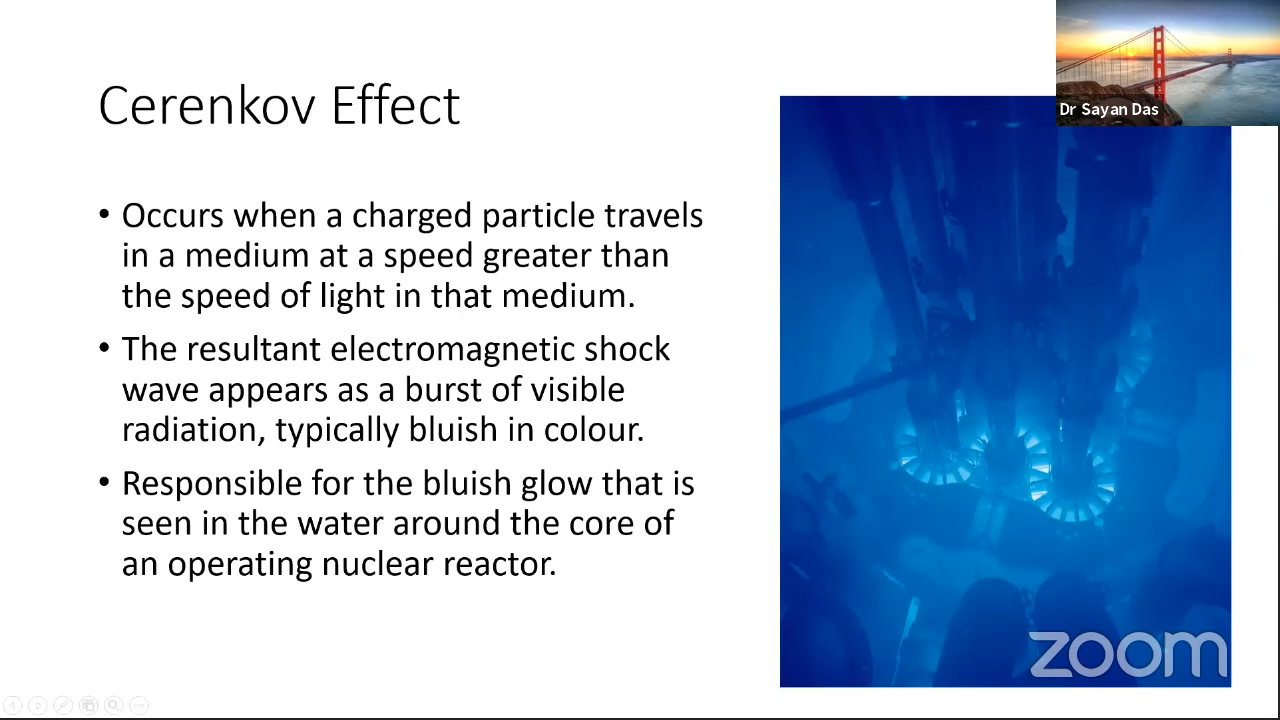 Cerenkov Effect
Dr Sayan Das
• Occurs when a charged particle travels
in a medium at a speed greater than
the speed of light in that medium.
• The resultant electromagnetic shock
wave appears as a burst of visible
radiation, typically bluish in colour.
• Responsible for the bluish glow that is
seen in the water around the core of
an operating nuclear reactor.
zoom